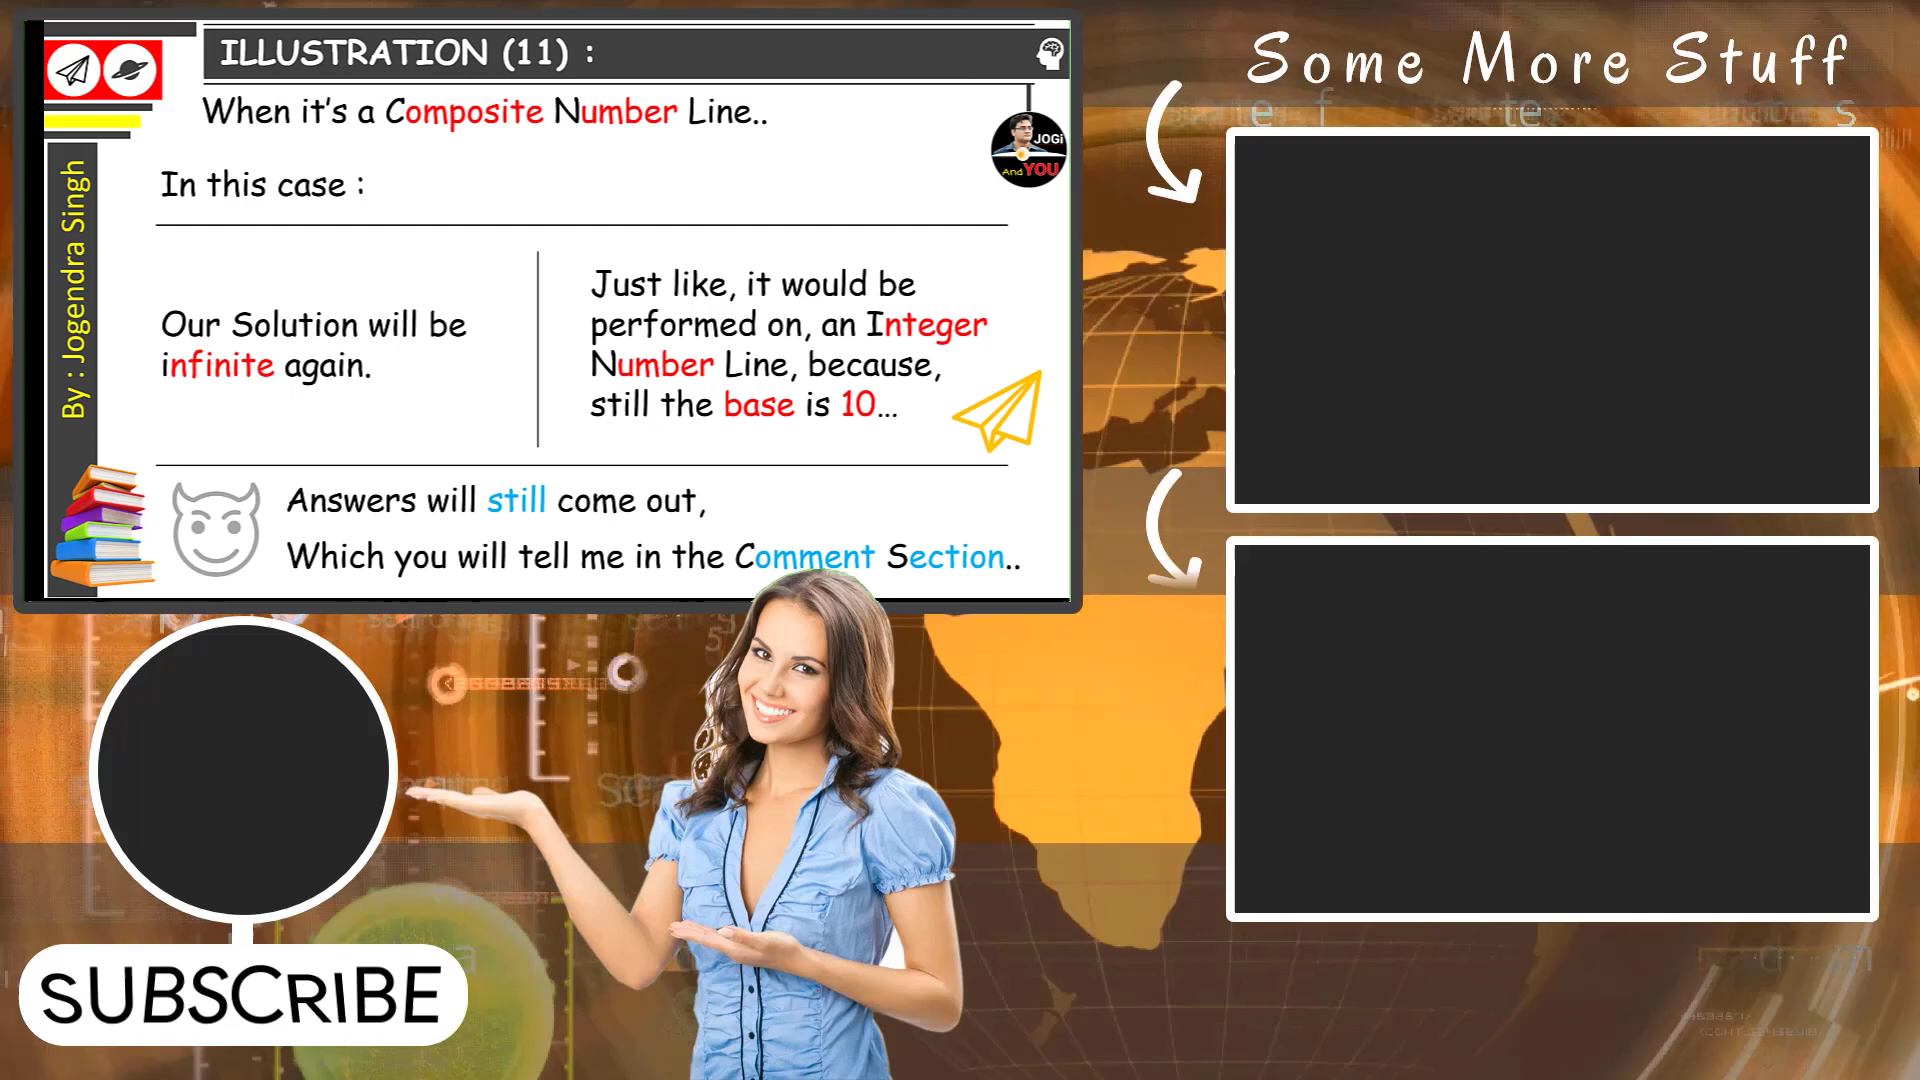 ILLUSTRATION (11) :
When it's a Composite Number Line..
JOGi
And YOU
In this case :
By : Jogendra Singh
Our Solution will be
infinite again.
Just like, it would be
performed on, an Integer
Number Line, because,
still the base is 10...
Answers will still come out,
Which you will tell me in the Comment Section..
Some More Stuff
SUBSCRIBE